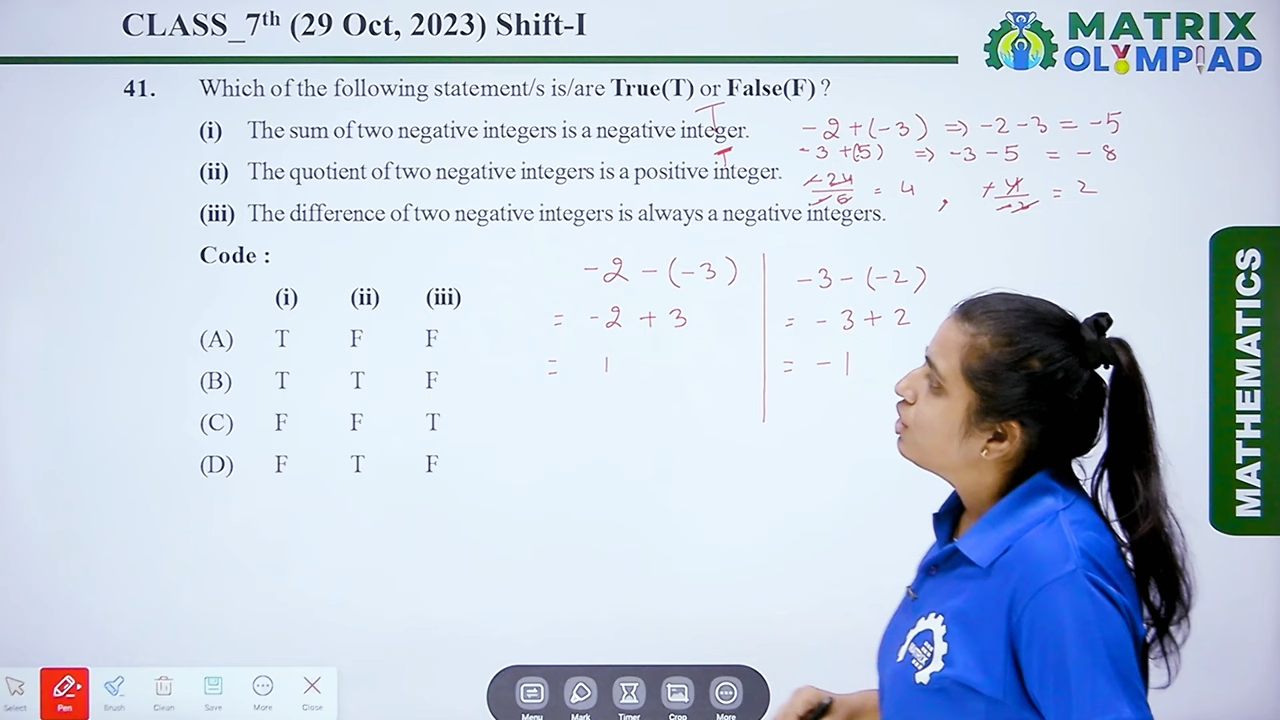 CLASS_7th (29 Oct, 2023) Shift-I
MATRIX
OLYMPIAD
41. Which of the following statement/s is/are True(T) or False(F) ?
T
(i) The sum of two negative integers is a negative integer.
-2 + (-3) ⇒ -2 - 3 = -5
-3 + (5) ⇒ -3 - 5 = -8
T
(ii) The quotient of two negative integers is a positive integer.
= 4 , = 2
(iii) The difference of two negative integers is always a negative integers.
Code :
(i) (ii) (iii)
(A) T F F
(B) T T F
(C) F F T
(D) F T F
-2 - (-3)
= -2 + 3
= 1
-3 - (-2)
= -3 + 2
= -1
MATHEMATICS
Select Pen Brush Clean Save More Close
Menu Mark Timer Crop More